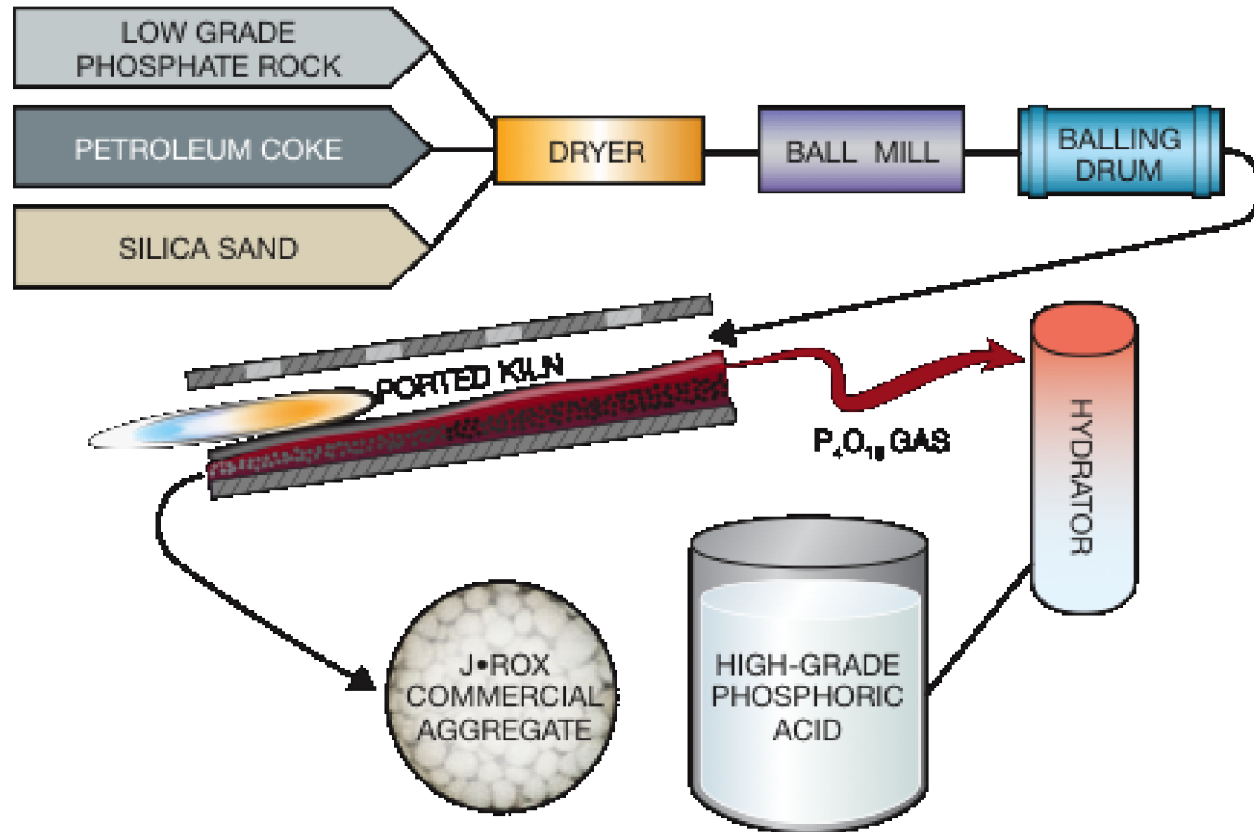 LOW GRADE
PHOSPHATE ROCK
PETROLEUM COKE
SILICA SAND
DRYER
BALL MILL
BALLING
DRUM
PORTED KILN
P₄O₁₀ GAS
HYDRATOR
J•ROX
COMMERCIAL
AGGREGATE
HIGH-GRADE
PHOSPHORIC
ACID